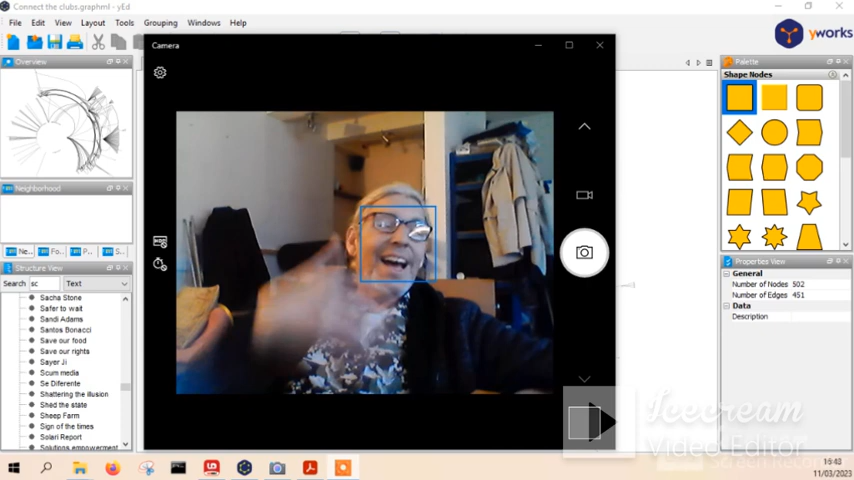 Connect the clubs.graphml - yEd
File Edit View Layout Tools Grouping Windows Help
yworks
Overview
Camera
Palette
Shape Nodes
Neighborhood
Ne... Fo... P... S...
Structure View
Search sc Text
Sacha Stone
Safer to wait
Sandi Adams
Santos Bonacci
Save our food
Save our rights
Sayer Ji
Scum media
Se Diferente
Shattering the illusion
Shed the state
Sheep Farm
Sign of the times
Solari Report
Solutions empowerment
Properties View
General
Number of Nodes 502
Number of Edges 451
Data
Description
Icecream
Video Editor
16:48
11/03/2023